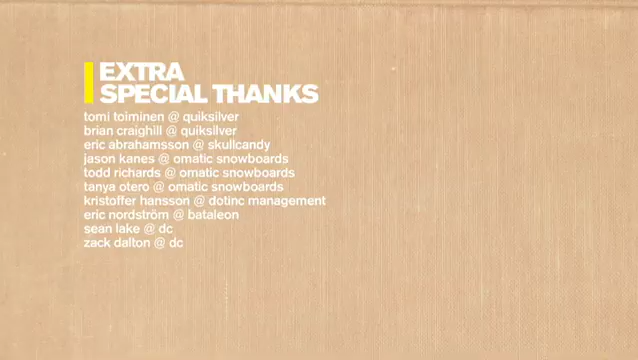 EXTRA
SPECIAL THANKS
tomi toiminen @ quiksilver
brian craighill @ quiksilver
eric abrahamsson @ skullcandy
jason kanes @ omatic snowboards
todd richards @ omatic snowboards
tanya otero @ omatic snowboards
kristoffer hansson @ dotinc management
eric nordström @ bataleon
sean lake @ dc
zack dalton @ dc